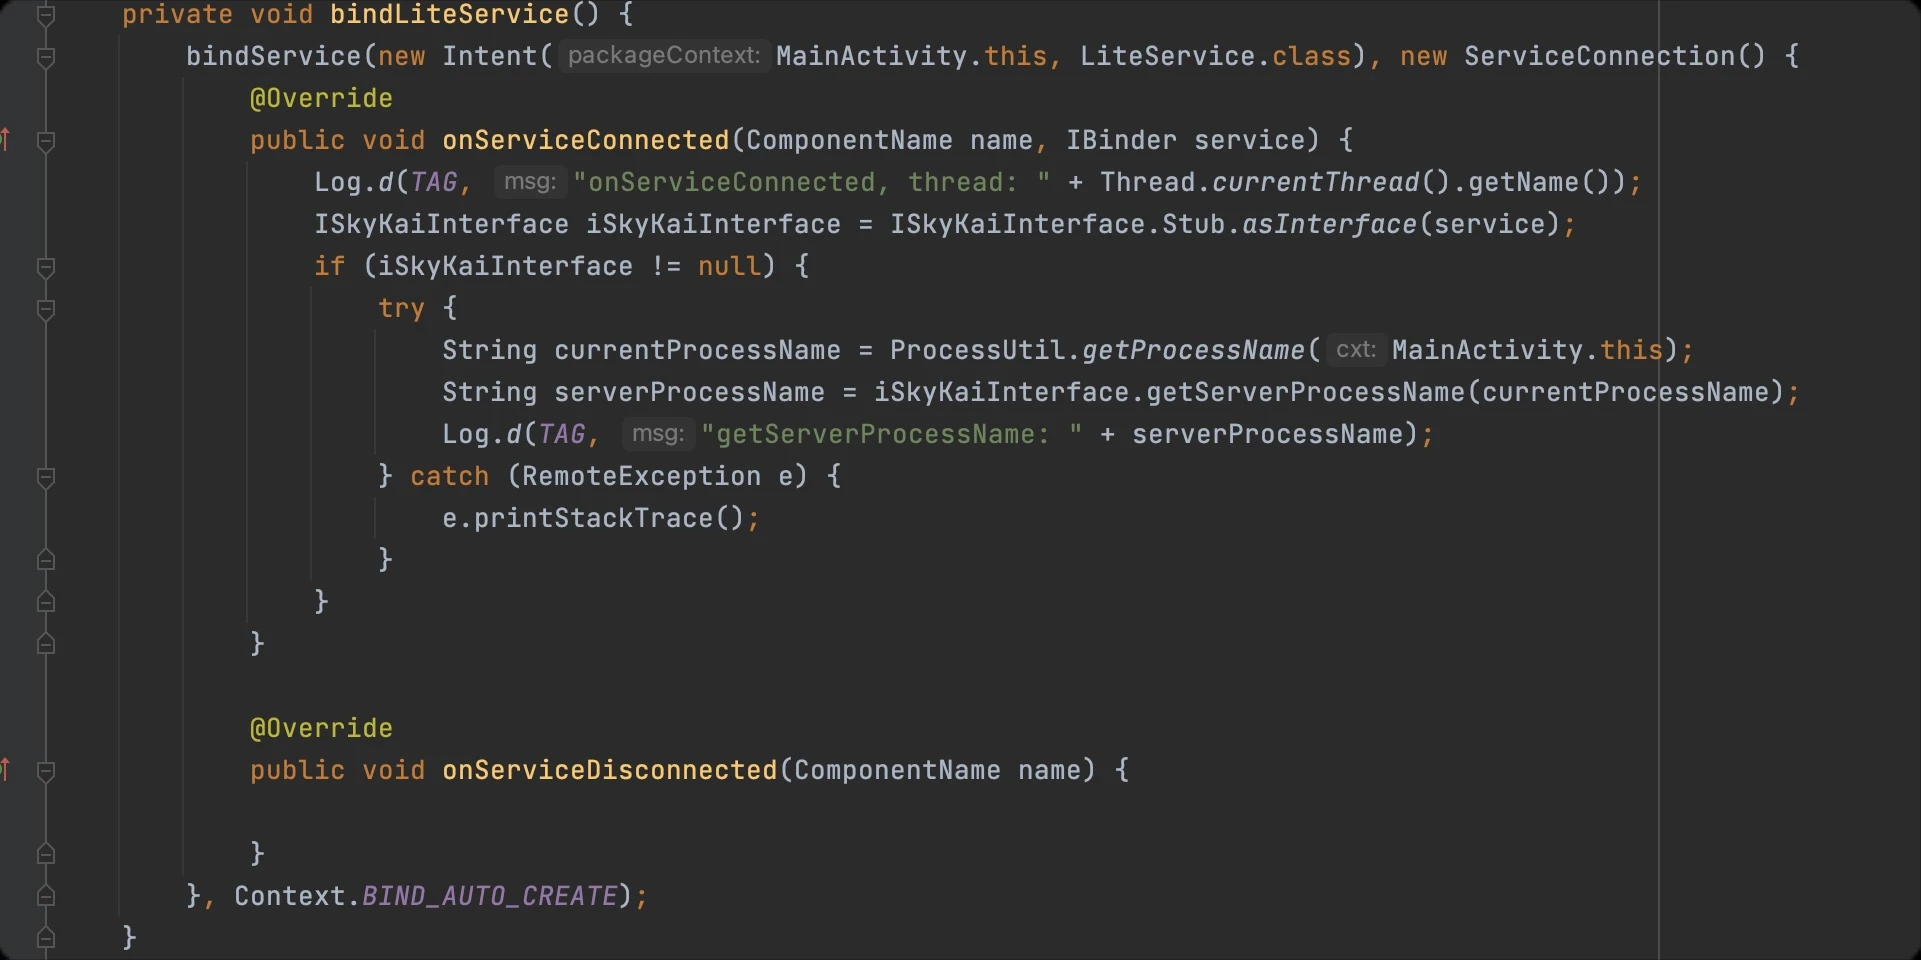 private void bindLiteService() {
bindService(new Intent( packageContext: MainActivity.this, LiteService.class), new ServiceConnection() {
@Override
public void onServiceConnected(ComponentName name, IBinder service) {
Log.d(TAG, msg: "onServiceConnected, thread: " + Thread.currentThread().getName());
ISkyKaiInterface iSkyKaiInterface = ISkyKaiInterface.Stub.asInterface(service);
if (iSkyKaiInterface != null) {
try {
String currentProcessName = ProcessUtil.getProcessName( cxt: MainActivity.this);
String serverProcessName = iSkyKaiInterface.getServerProcessName(currentProcessName);
Log.d(TAG, msg: "getServerProcessName: " + serverProcessName);
} catch (RemoteException e) {
e.printStackTrace();
}
}
}
@Override
public void onServiceDisconnected(ComponentName name) {
}
}, Context.BIND_AUTO_CREATE);
}